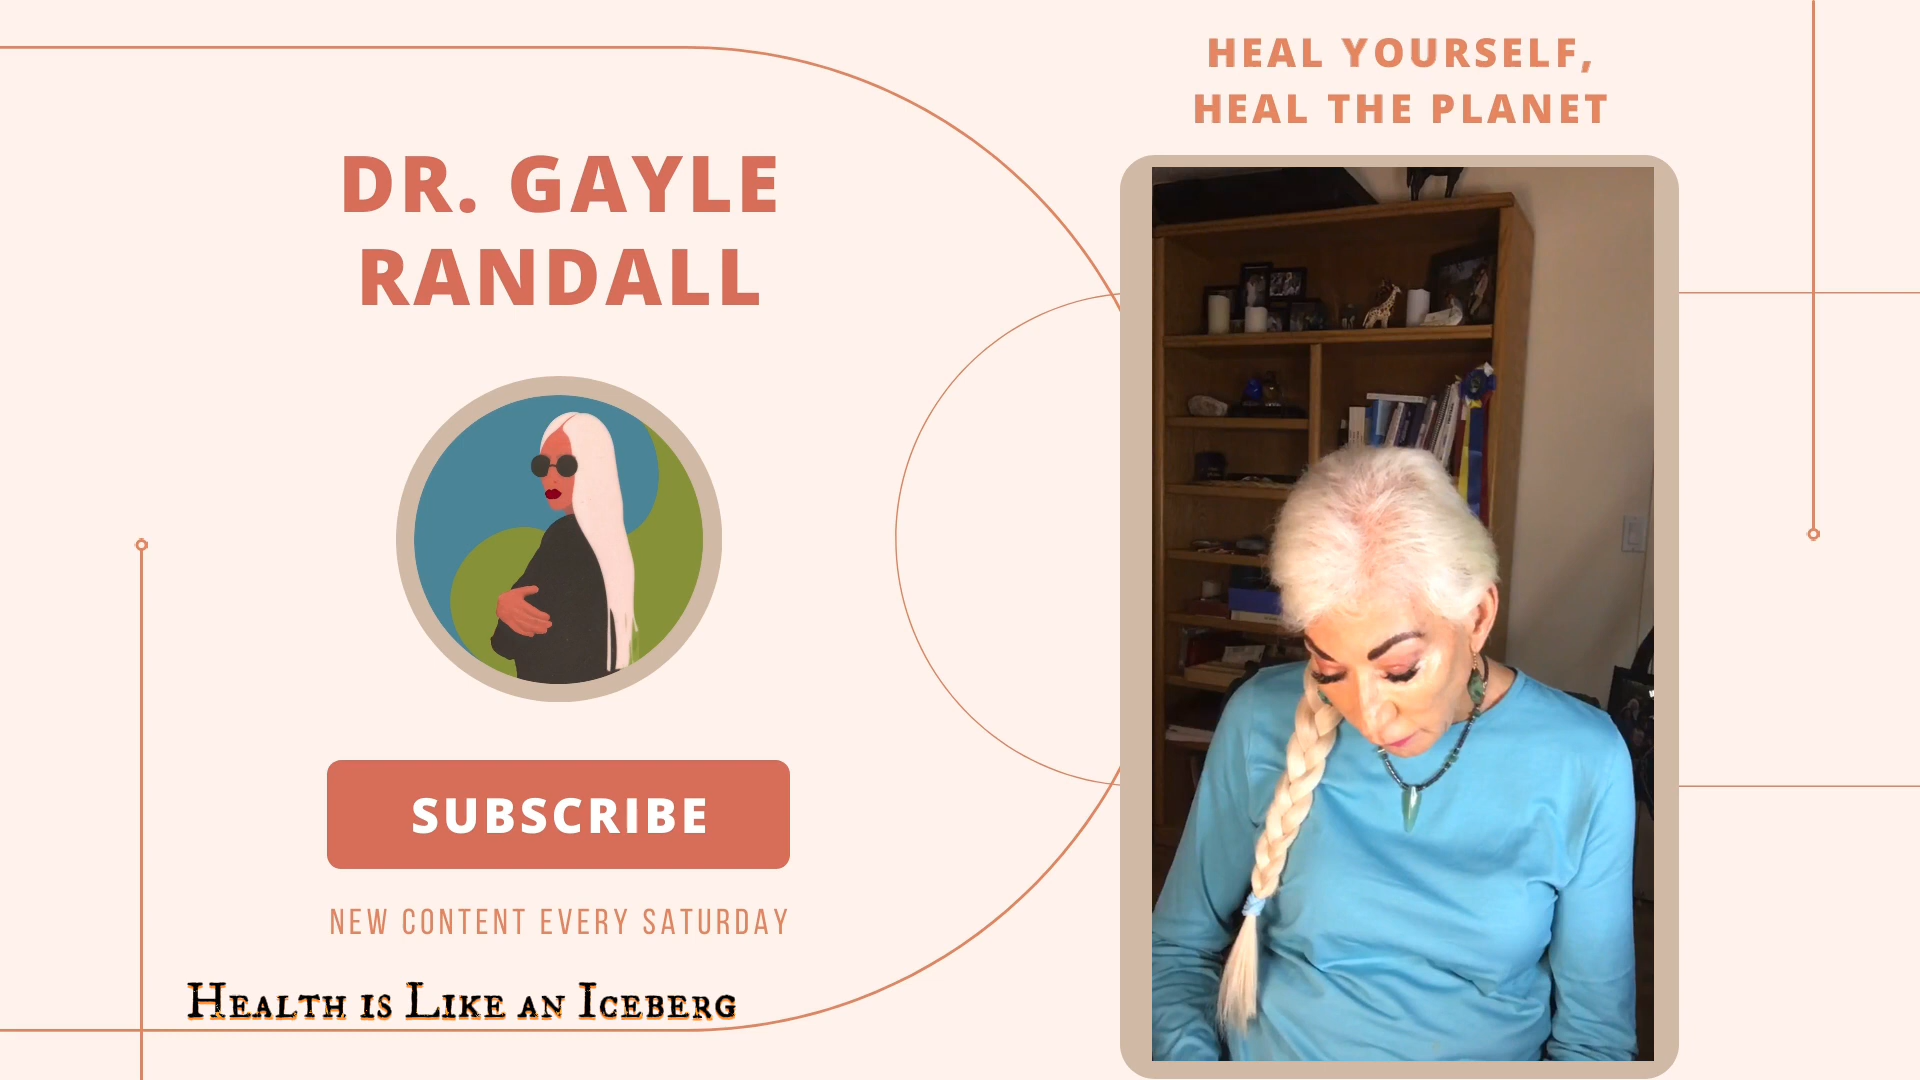 HEAL YOURSELF,
HEAL THE PLANET
DR. GAYLE
RANDALL
SUBSCRIBE
NEW CONTENT EVERY SATURDAY
Health is Like an Iceberg